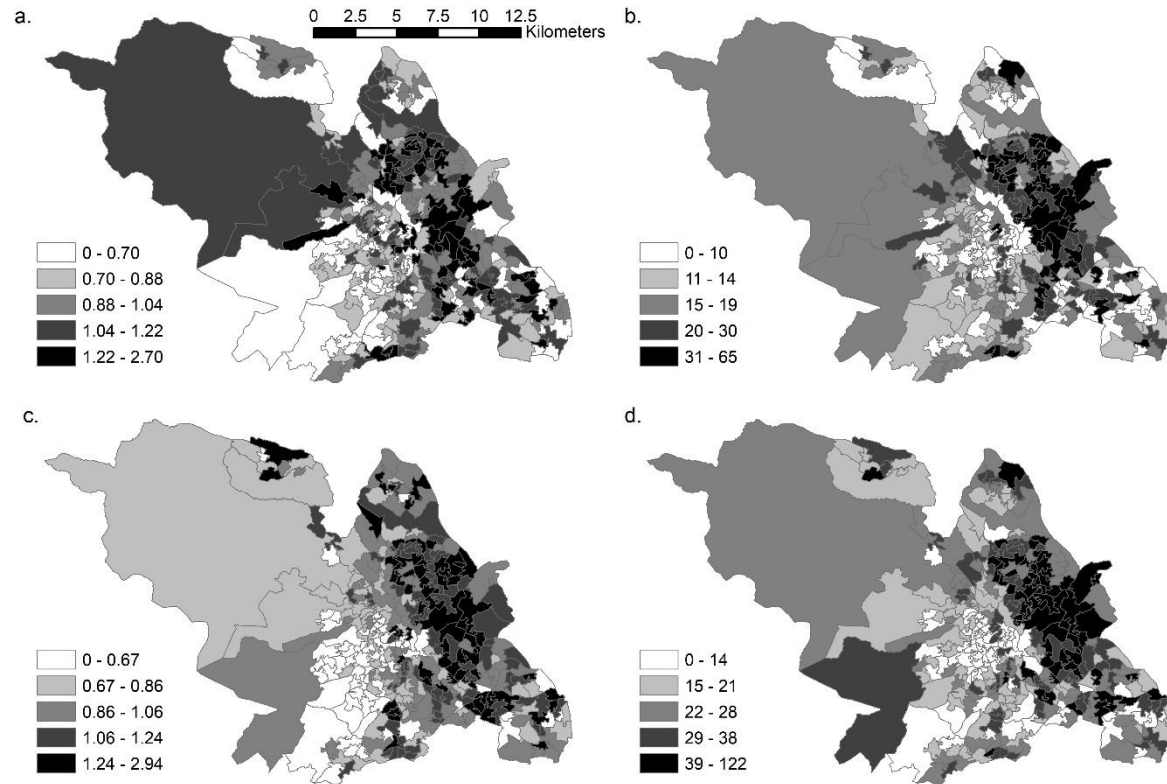 a.
0 2.5 5 7.5 10 12.5
Kilometers
b.
0 - 0.70
0.70 - 0.88
0.88 - 1.04
1.04 - 1.22
1.22 - 2.70
0 - 10
11 - 14
15 - 19
20 - 30
31 - 65
c.
d.
0 - 0.67
0.67 - 0.86
0.86 - 1.06
1.06 - 1.24
1.24 - 2.94
0 - 14
15 - 21
22 - 28
29 - 38
39 - 122